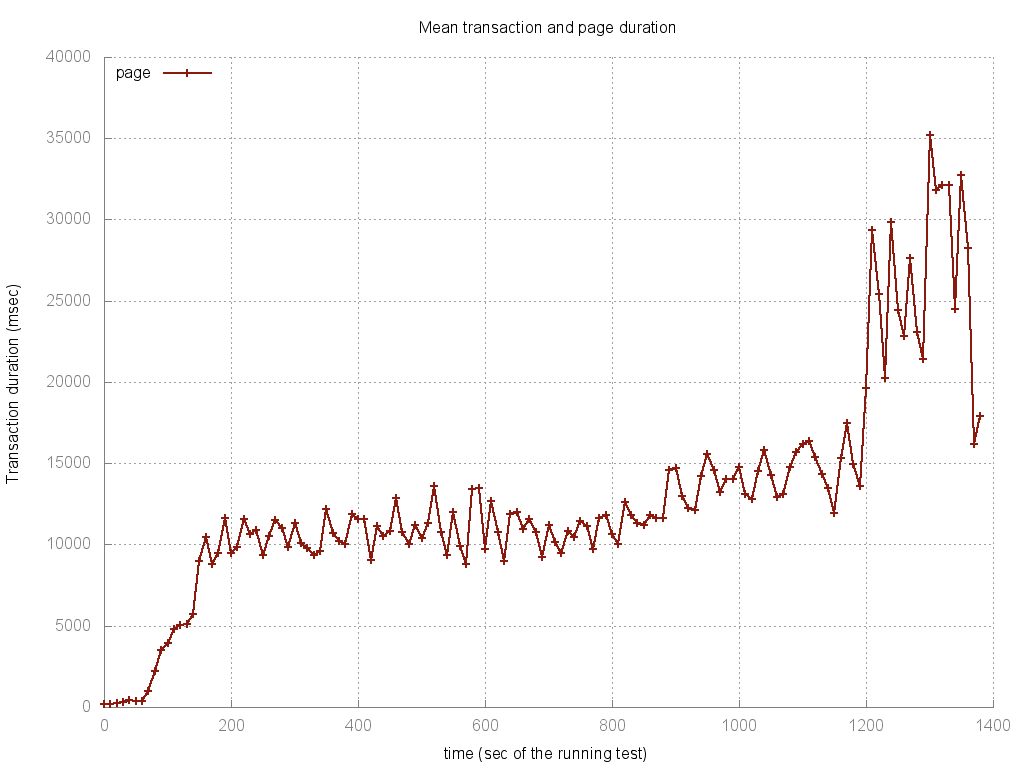 Mean transaction and page duration
page
40000
35000
30000
25000
20000
15000
10000
5000
0
Transaction duration (msec)
0 200 400 600 800 1000 1200 1400
time (sec of the running test)